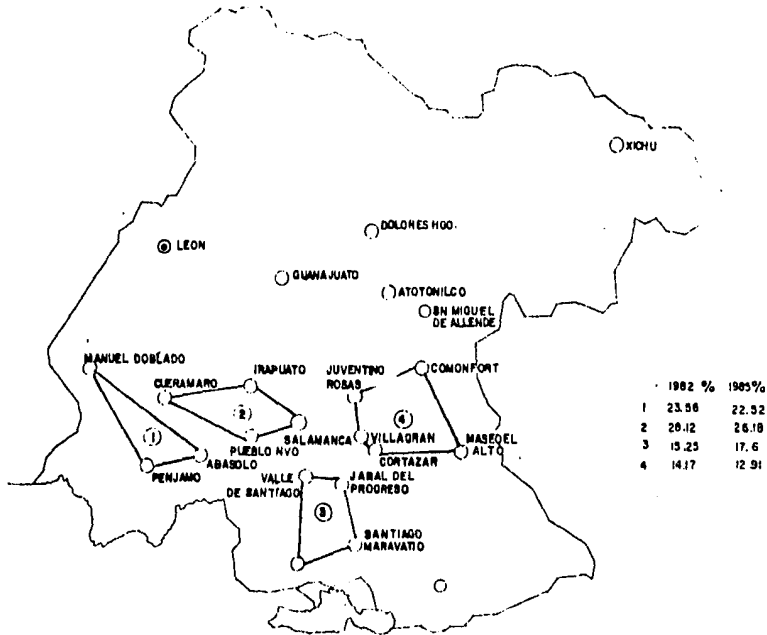 XICHU
DOLORES HGO.
LEON
GUANAJUATO
ATOTONILCO
SN MIGUEL
DE ALLENDE
MANUEL DOBLADO
IRAPUATO
JUVENTINO
ROSAS
COMONFORT
CUERAMARO
2
4
1
SALAMANCA
VILLAGRAN
MASEDEL
ALTO
PUEBLO NVO
ABASOLO
CORTAZAR
PENJAMO
VALLE
DE SANTIAGO
JARAL DEL
PROGRESO
3
SANTIAGO
MARAVATIO
1982 % 1985%
1 23.56 22.52
2 26.12 26.18
3 15.25 17.6
4 14.17 12.91